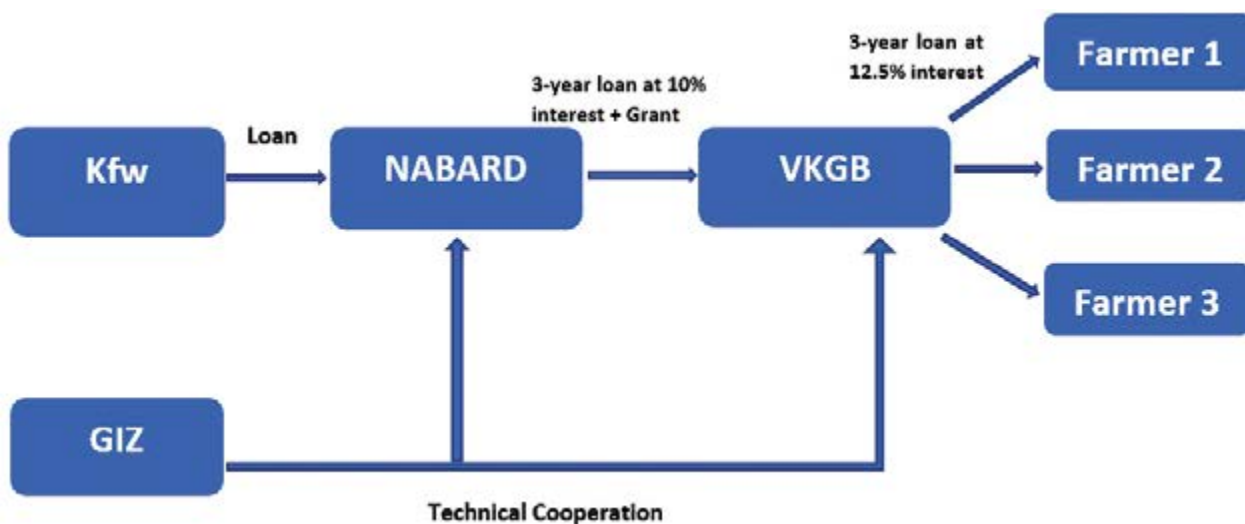 3-year loan at
12.5% interest
Farmer 1
3-year loan at 10%
interest + Grant
Loan
Kfw
NABARD
VKGB
Farmer 2
Farmer 3
GIZ
Technical Cooperation